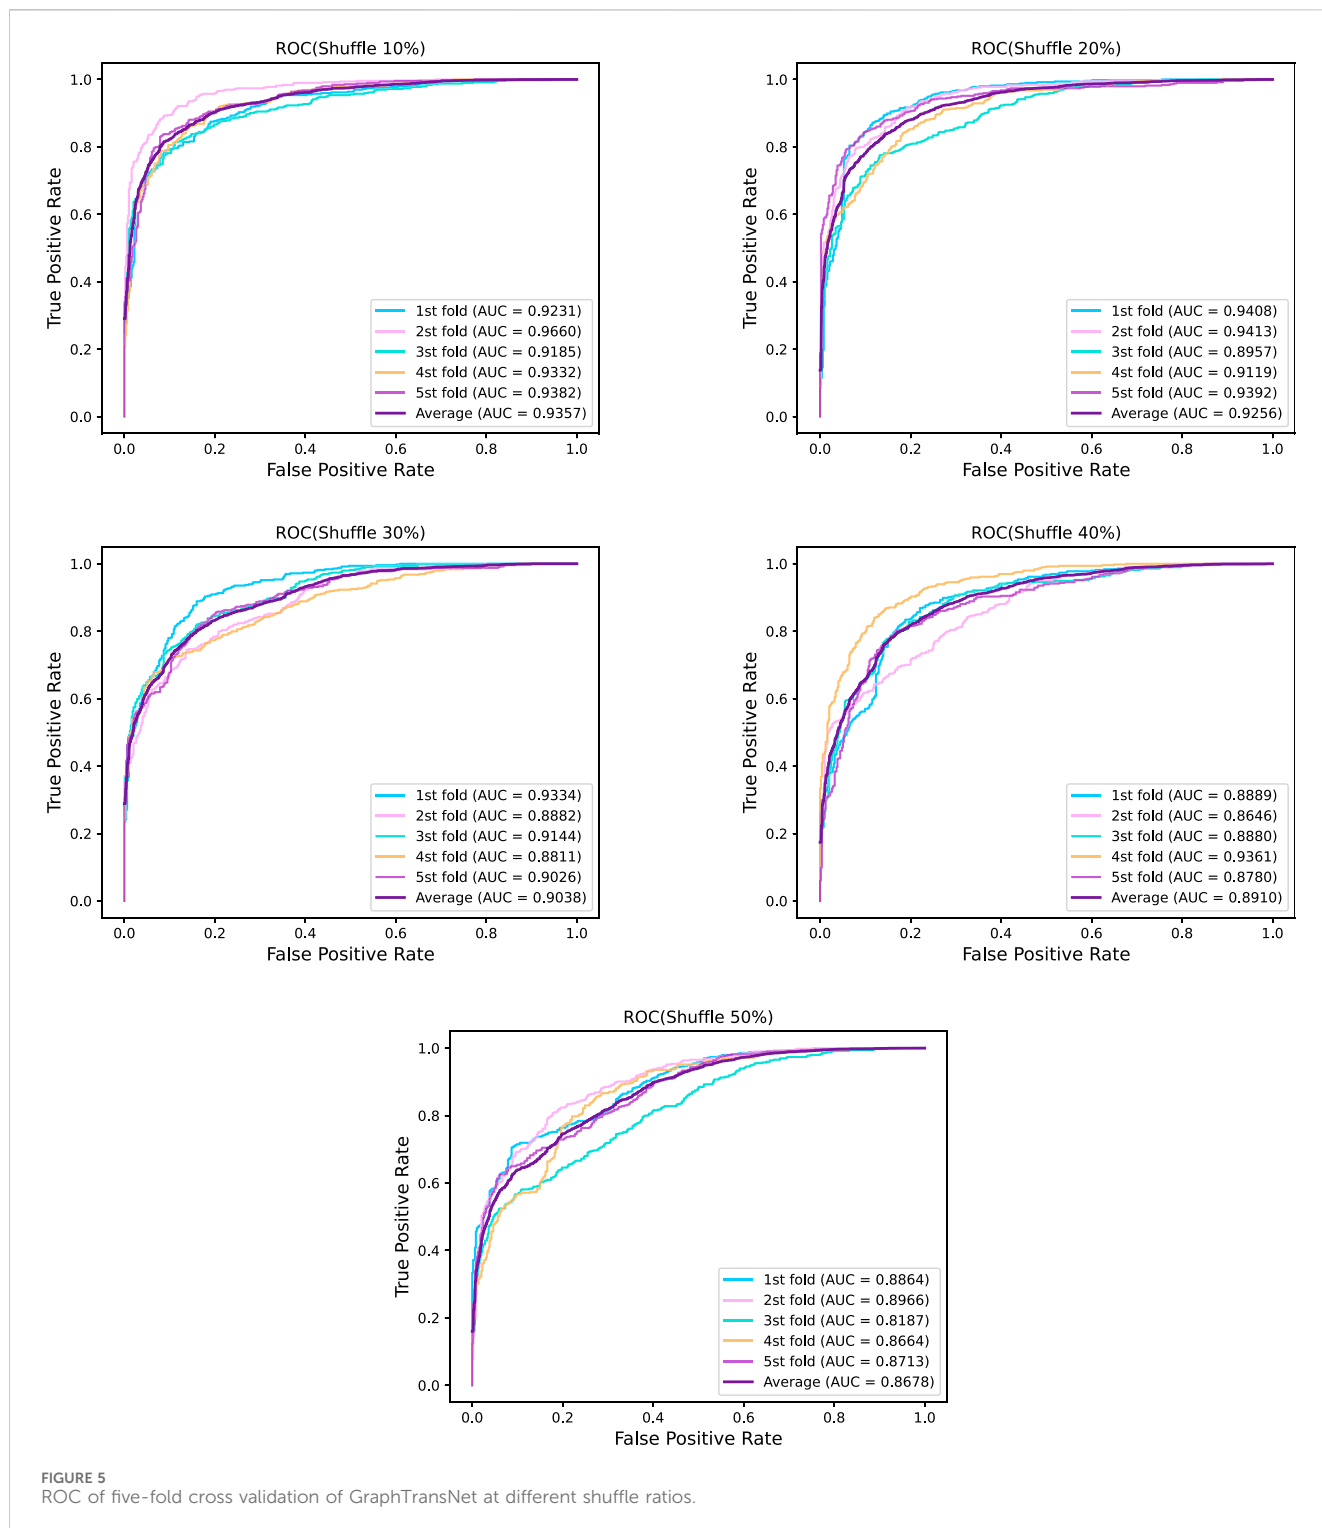 ROC(Shuffle 10%)
True Positive Rate
1.0
0.8
0.6
0.4
0.2
0.0
1st fold (AUC = 0.9231)
2st fold (AUC = 0.9660)
3st fold (AUC = 0.9185)
4st fold (AUC = 0.9332)
5st fold (AUC = 0.9382)
Average (AUC = 0.9357)
0.0 0.2 0.4 0.6 0.8 1.0
False Positive Rate
ROC(Shuffle 20%)
True Positive Rate
1.0
0.8
0.6
0.4
0.2
0.0
1st fold (AUC = 0.9408)
2st fold (AUC = 0.9413)
3st fold (AUC = 0.8957)
4st fold (AUC = 0.9119)
5st fold (AUC = 0.9392)
Average (AUC = 0.9256)
0.0 0.2 0.4 0.6 0.8 1.0
False Positive Rate
ROC(Shuffle 30%)
True Positive Rate
1.0
0.8
0.6
0.4
0.2
0.0
1st fold (AUC = 0.9334)
2st fold (AUC = 0.8882)
3st fold (AUC = 0.9144)
4st fold (AUC = 0.8811)
5st fold (AUC = 0.9026)
Average (AUC = 0.9038)
0.0 0.2 0.4 0.6 0.8 1.0
False Positive Rate
ROC(Shuffle 40%)
True Positive Rate
1.0
0.8
0.6
0.4
0.2
0.0
1st fold (AUC = 0.8889)
2st fold (AUC = 0.8646)
3st fold (AUC = 0.8880)
4st fold (AUC = 0.9361)
5st fold (AUC = 0.8780)
Average (AUC = 0.8910)
0.0 0.2 0.4 0.6 0.8 1.0
False Positive Rate
ROC(Shuffle 50%)
True Positive Rate
1.0
0.8
0.6
0.4
0.2
0.0
1st fold (AUC = 0.8864)
2st fold (AUC = 0.8966)
3st fold (AUC = 0.8187)
4st fold (AUC = 0.8664)
5st fold (AUC = 0.8713)
Average (AUC = 0.8678)
0.0 0.2 0.4 0.6 0.8 1.0
False Positive Rate
FIGURE 5
ROC of five-fold cross validation of GraphTransNet at different shuffle ratios.